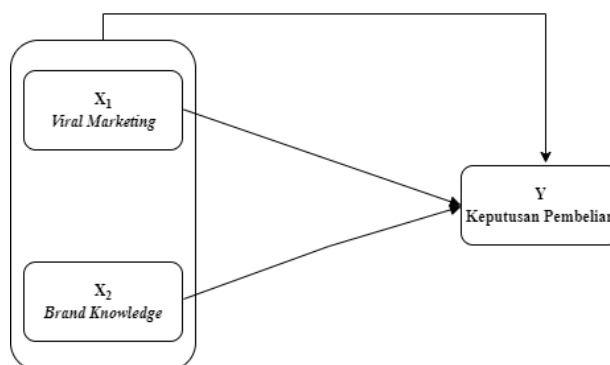 X₁
Viral Marketing
Y
Keputusan Pembelian
X₂
Brand Knowledge